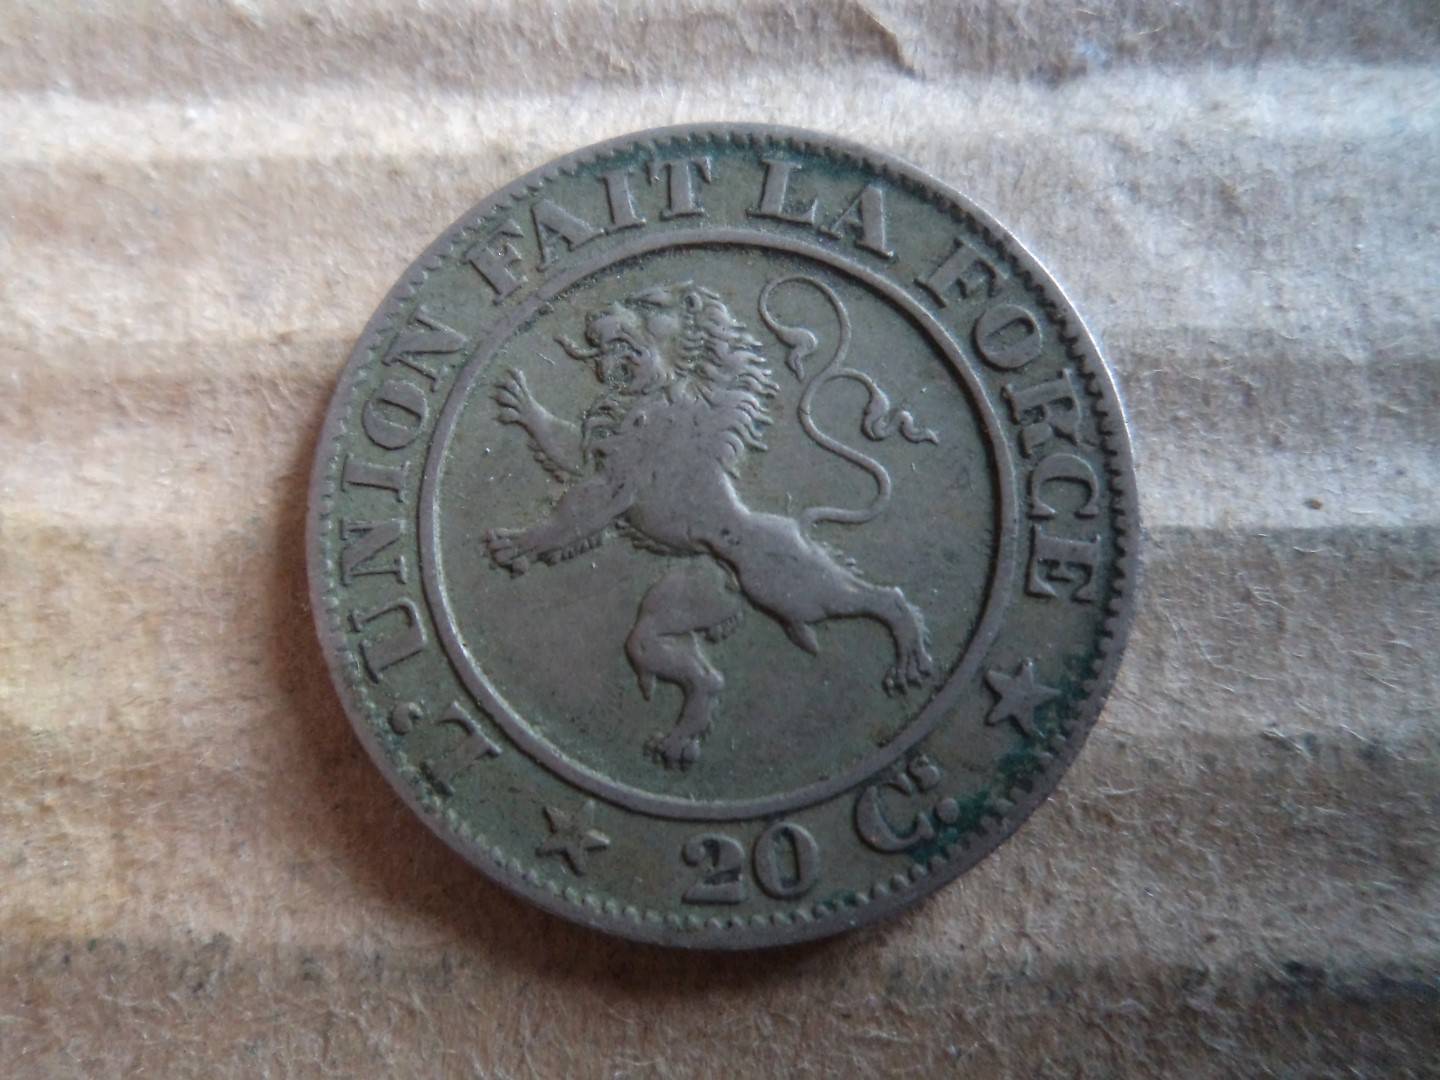 L'UNION FAIT LA FORCE
20 Cs.